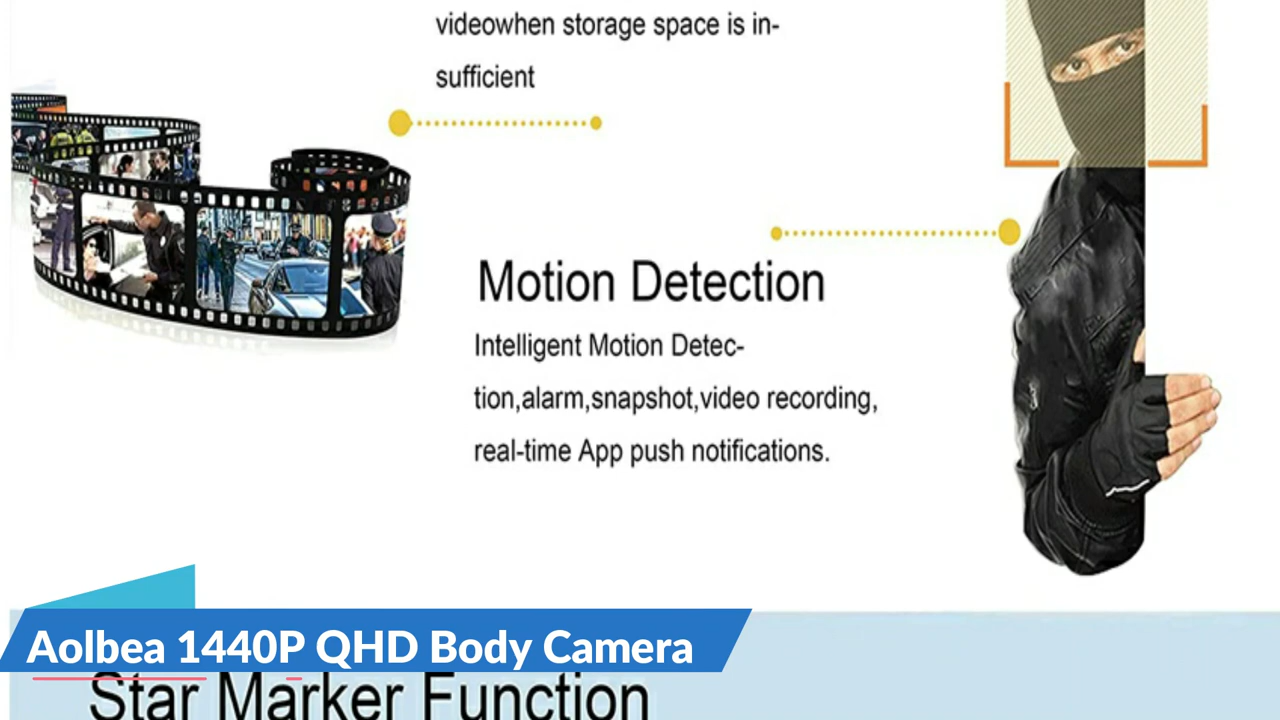 videowhen storage space is in-
sufficient
Motion Detection
Intelligent Motion Detec-
tion,alarm,snapshot,video recording,
real-time App push notifications.
Aolbea 1440P QHD Body Camera
Star Marker Function